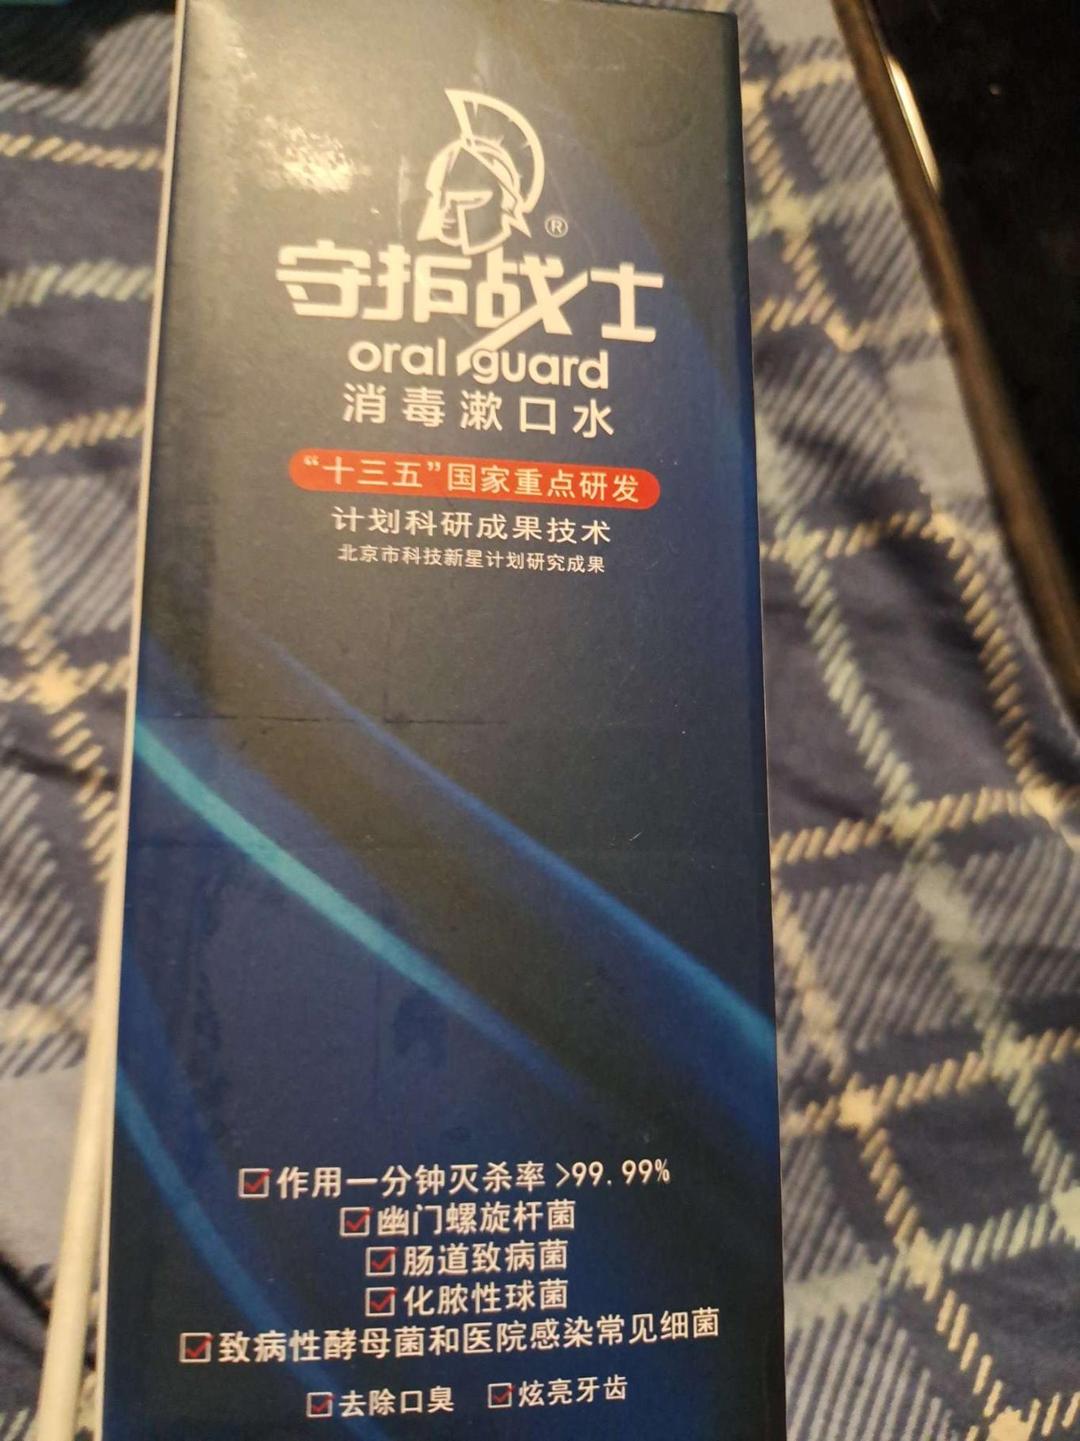 ®
守护战士
oral guard
消毒漱口水
“十三五”国家重点研发
计划科研成果技术
北京市科技新星计划研究成果
作用一分钟灭杀率>99.99%
幽门螺旋杆菌
肠道致病菌
化脓性球菌
致病性酵母菌和医院感染常见细菌
去除口臭 炫亮牙齿